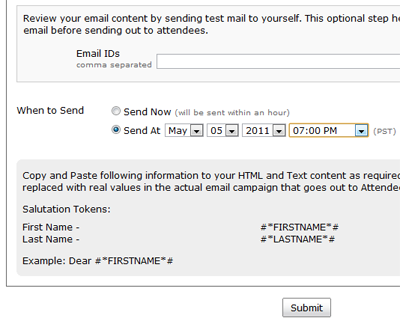 Review your email content by sending test mail to yourself. This optional step
email before sending out to attendees.
Email IDs
comma separated
When to Send
Send Now (will be sent within an hour)
Send At May 05 2011 07:00 PM (PST)
Copy and Paste following information to your HTML and Text content as required
replaced with real values in the actual email campaign that goes out to
Salutation Tokens:
First Name - #*FIRSTNAME*#
Last Name - #*LASTNAME*#
Example: Dear #*FIRSTNAME*#
Submit